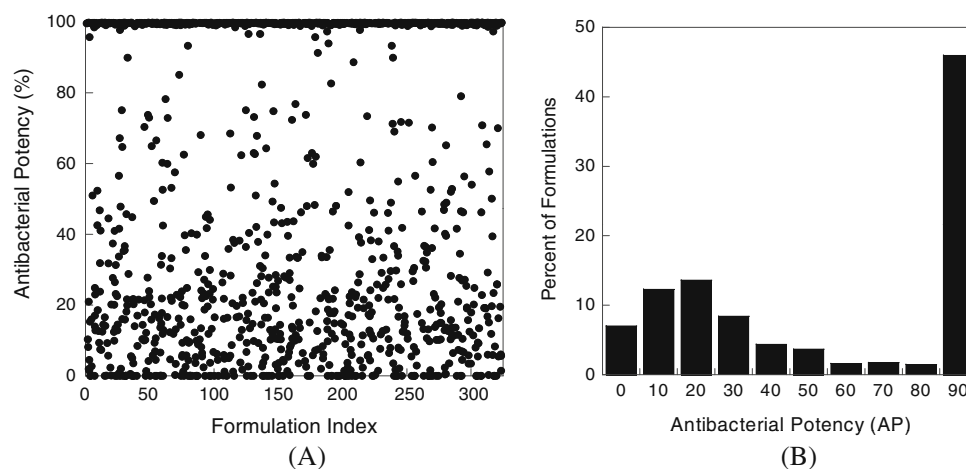 100
80
60
40
20
0
Antibacterial Potency (%)
0 50 100 150 200 250 300
Formulation Index
(A)
50
40
30
20
10
0
Percent of Formulations
0 10 20 30 40 50 60 70 80 90
Antibacterial Potency (AP)
(B)